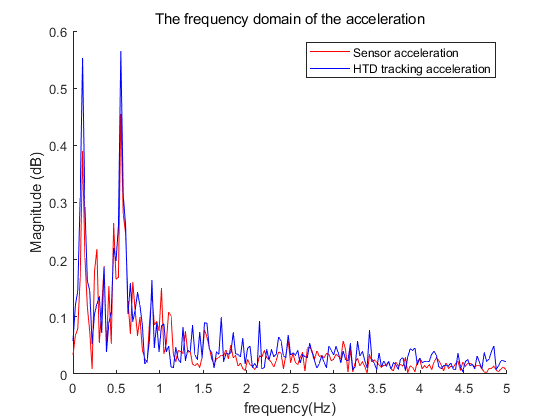 The frequency domain of the acceleration
Sensor acceleration
HTD tracking acceleration
Magnitude (dB)
0.6
0.5
0.4
0.3
0.2
0.1
0
0 0.5 1 1.5 2 2.5 3 3.5 4 4.5 5
frequency(Hz)